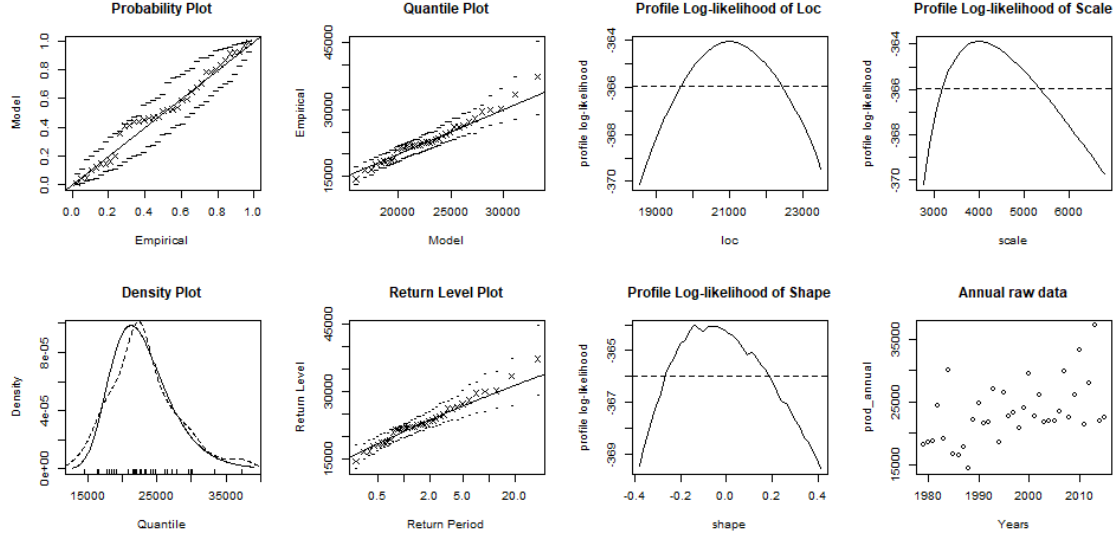 Probability Plot
Model
0.0 0.2 0.4 0.6 0.8 1.0
0.0 0.2 0.4 0.6 0.8 1.0
Empirical
Quantile Plot
Empirical
15000 30000 45000
20000 25000 30000
Model
Profile Log-likelihood of Loc
profile log-likelihood
-370 -368 -366 -364
19000 21000 23000
loc
Profile Log-likelihood of Scale
profile log-likelihood
-370 -368 -366 -364
3000 4000 5000 6000
scale
Density Plot
Density
0e+00 4e-05 8e-05
15000 25000 35000
Quantile
Return Level Plot
Return Level
15000 30000 45000
0.5 2.0 5.0 20.0
Return Period
Profile Log-likelihood of Shape
profile log-likelihood
-369 -367 -365
-0.4 -0.2 0.0 0.2 0.4
shape
Annual raw data
prod_annual
15000 25000 35000
1980 1990 2000 2010
Years